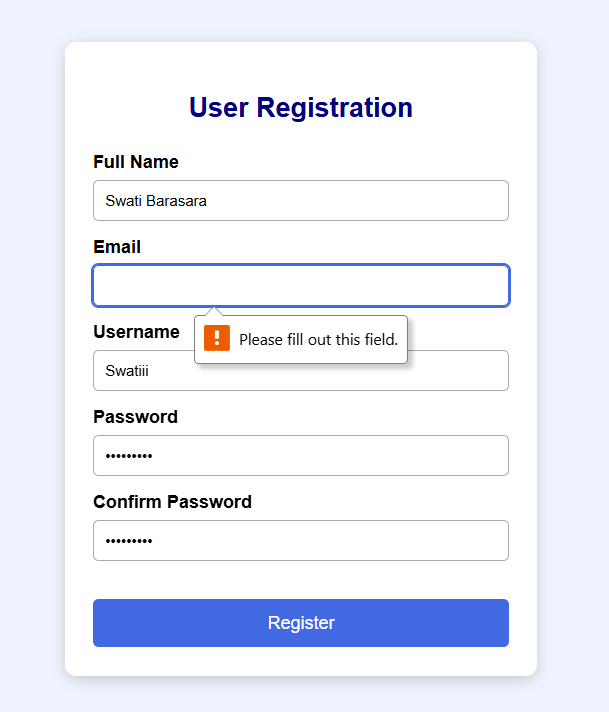 User Registration
Full Name
Swati Barasara
Email
! Please fill out this field.
Username
Swatiii
Password
•••••••••
Confirm Password
•••••••••
Register